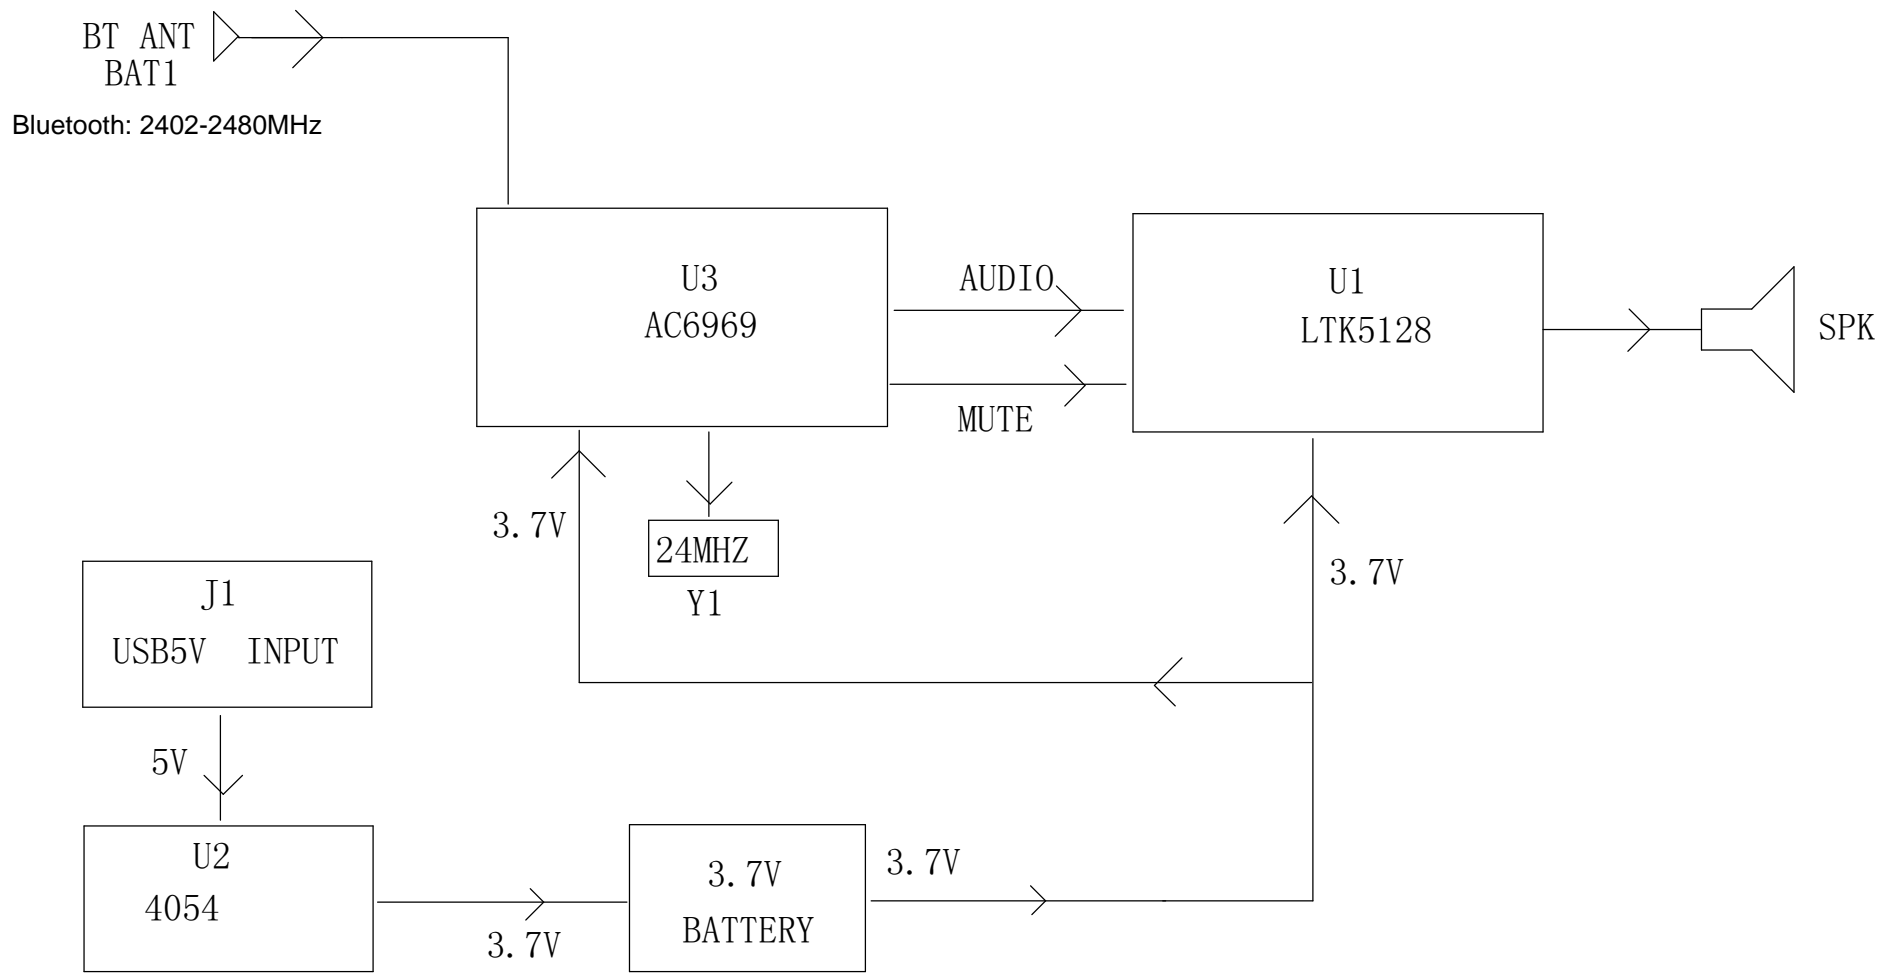 BT ANT
BAT1
Bluetooth: 2402-2480MHz
U3
AC6969
AUDIO
MUTE
U1
LTK5128
SPK
3.7V
24MHZ
Y1
3.7V
J1
USB5V INPUT
5V
U2
4054
3.7V
3.7V
BATTERY
3.7V